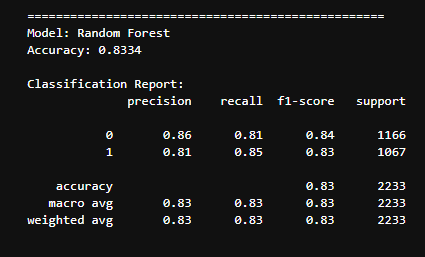 ===================================================
Model: Random Forest
Accuracy: 0.8334
Classification Report:
precision recall f1-score support
0 0.86 0.81 0.84 1166
1 0.81 0.85 0.83 1067
accuracy 0.83 2233
macro avg 0.83 0.83 0.83 2233
weighted avg 0.83 0.83 0.83 2233